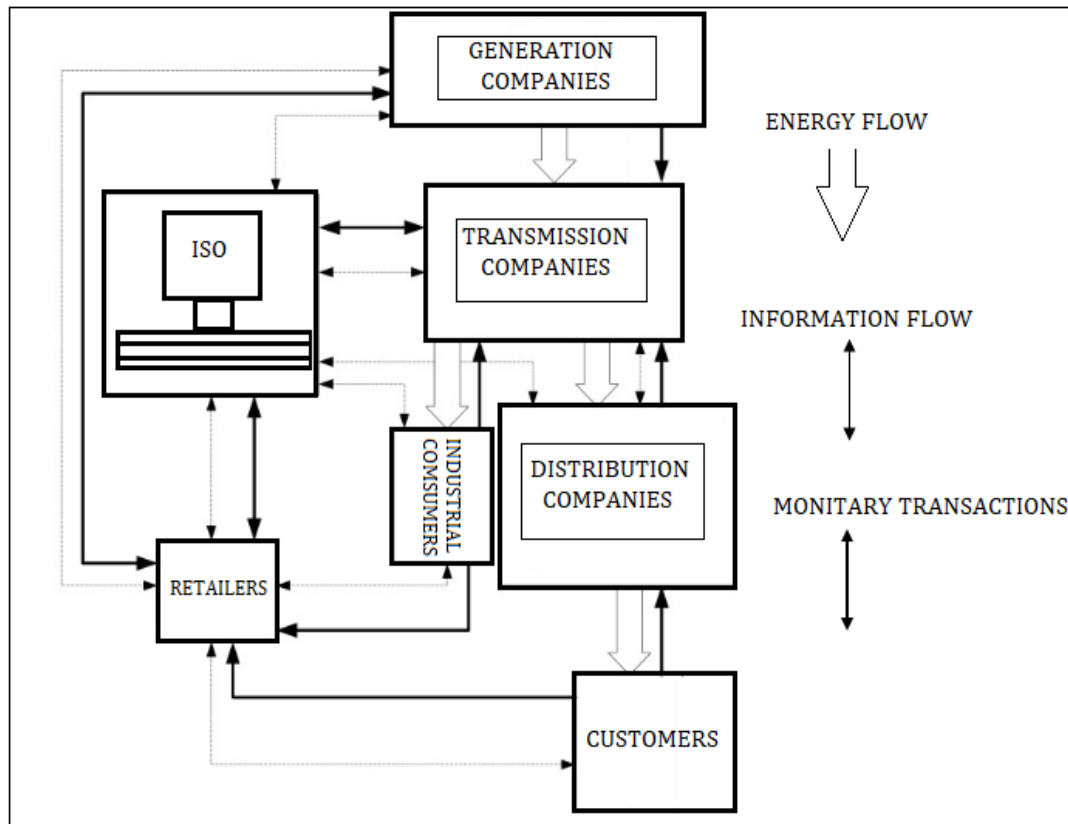 GENERATION
COMPANIES
ENERGY FLOW
ISO
TRANSMISSION
COMPANIES
INFORMATION FLOW
INDUSTRIAL
COMSUMERS
DISTRIBUTION
COMPANIES
MONITARY TRANSACTIONS
RETAILERS
CUSTOMERS